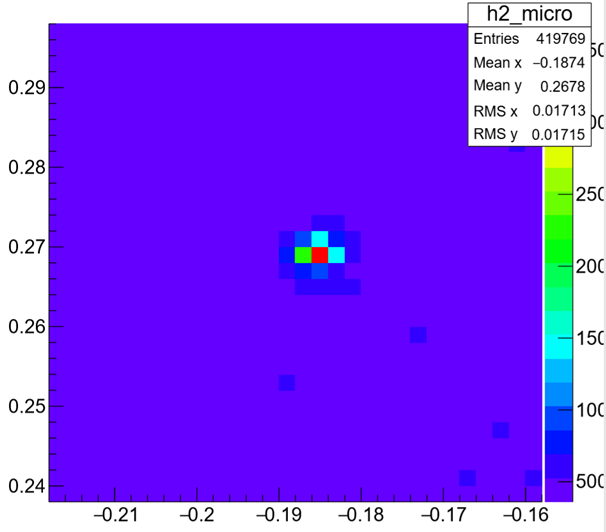 h2_micro
Entries 419769
Mean x −0.1874
Mean y 0.2678
RMS x 0.01713
RMS y 0.01715
0.29
0.28
0.27
0.26
0.25
0.24
−0.21 −0.2 −0.19 −0.18 −0.17 −0.16
250
200
150
100
500